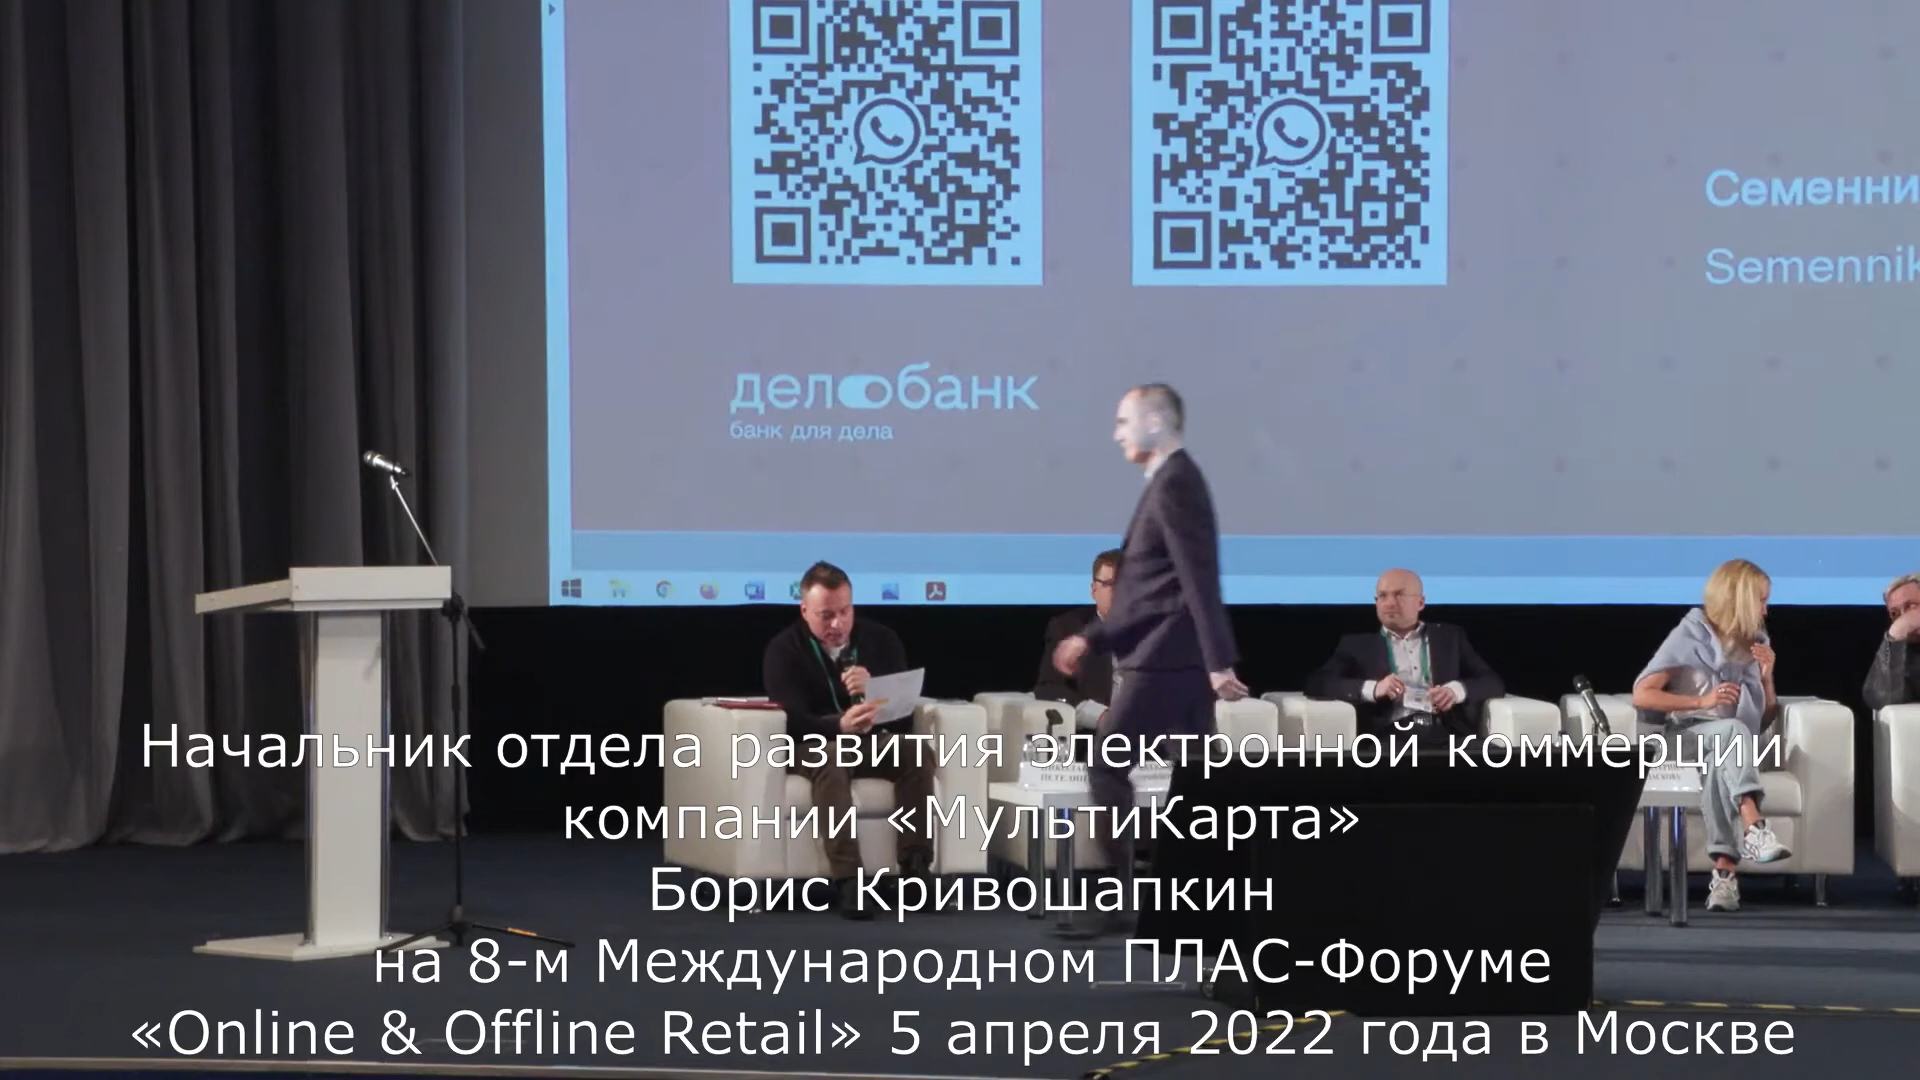 Семенни
Semennik
делобанк
банк для дела
Начальник отдела развития электронной коммерции
компании «МультиКарта»
Борис Кривошапкин
на 8-м Международном ПЛАС-Форуме
«Online & Offline Retail» 5 апреля 2022 года в Москве